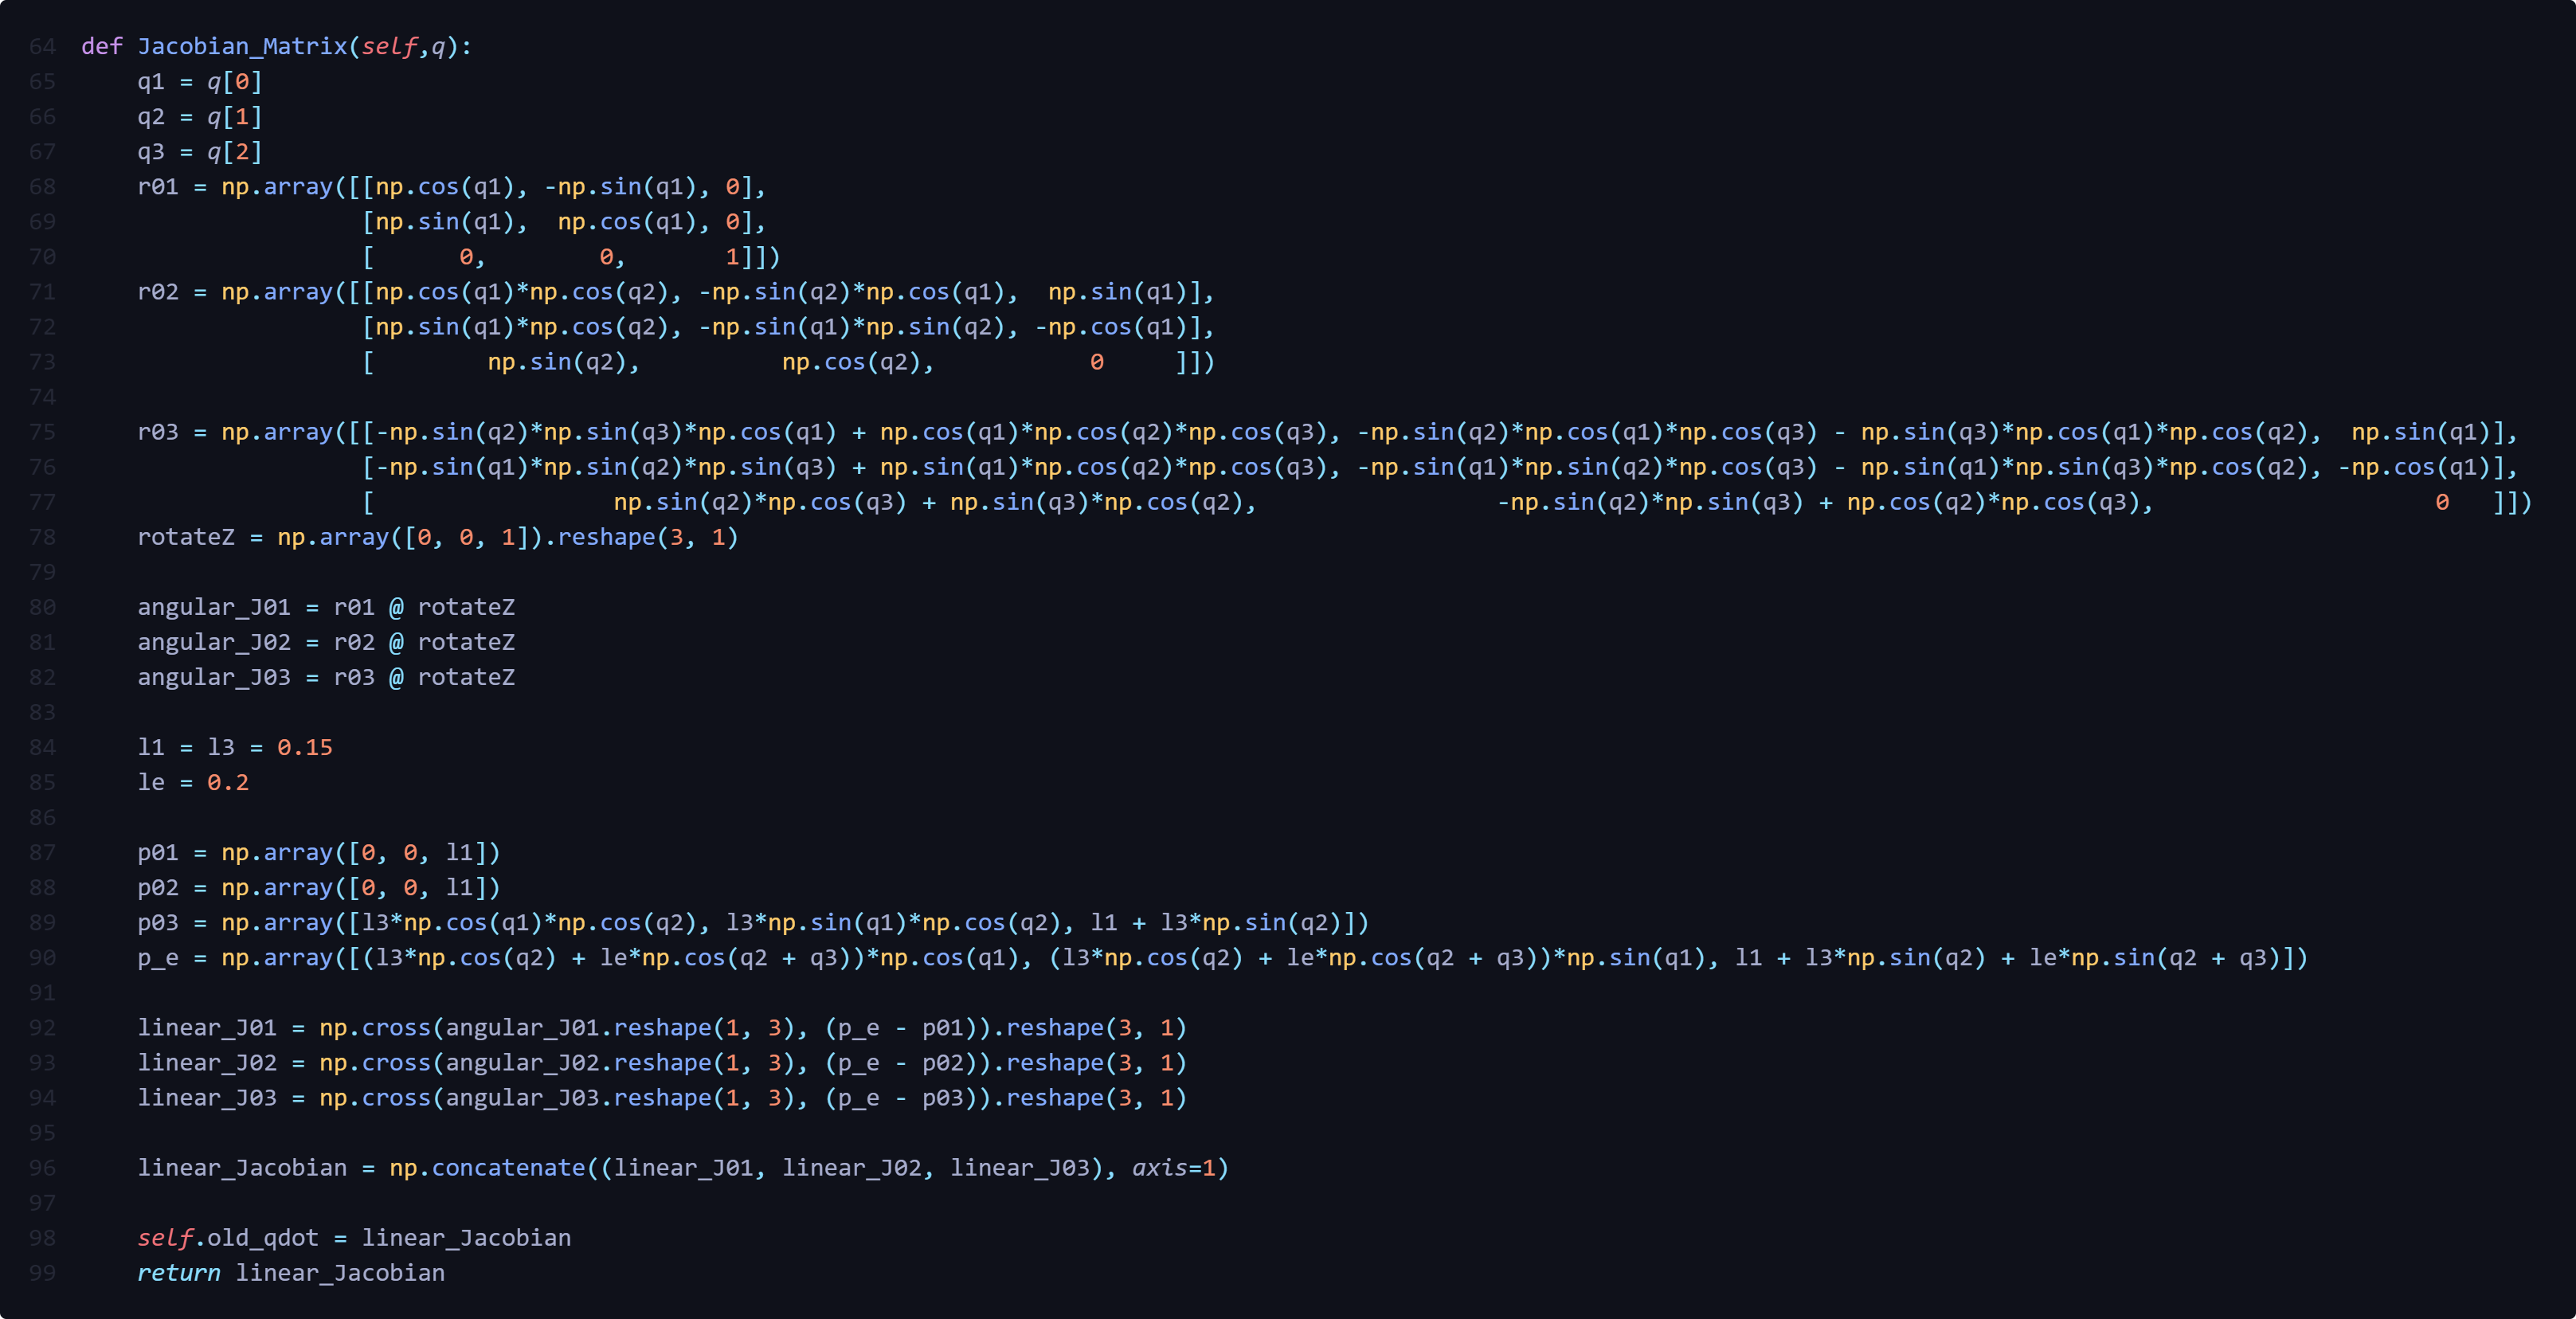 64 def Jacobian_Matrix(self,q):
65     q1 = q[0]
66     q2 = q[1]
67     q3 = q[2]
68     r01 = np.array([[np.cos(q1), -np.sin(q1), 0],
69                     [np.sin(q1),  np.cos(q1), 0],
70                     [      0,        0,       1]])
71     r02 = np.array([[np.cos(q1)*np.cos(q2), -np.sin(q2)*np.cos(q1),  np.sin(q1)],
72                     [np.sin(q1)*np.cos(q2), -np.sin(q1)*np.sin(q2), -np.cos(q1)],
73                     [        np.sin(q2),          np.cos(q2),           0     ]])
74
75     r03 = np.array([[-np.sin(q2)*np.sin(q3)*np.cos(q1) + np.cos(q1)*np.cos(q2)*np.cos(q3), -np.sin(q2)*np.cos(q1)*np.cos(q3) - np.sin(q3)*np.cos(q1)*np.cos(q2),  np.sin(q1)],
76                     [-np.sin(q1)*np.sin(q2)*np.sin(q3) + np.sin(q1)*np.cos(q2)*np.cos(q3), -np.sin(q1)*np.sin(q2)*np.cos(q3) - np.sin(q1)*np.sin(q3)*np.cos(q2), -np.cos(q1)],
77                     [                 np.sin(q2)*np.cos(q3) + np.sin(q3)*np.cos(q2),                 -np.sin(q2)*np.sin(q3) + np.cos(q2)*np.cos(q3),                    0   ]])
78     rotateZ = np.array([0, 0, 1]).reshape(3, 1)
79
80     angular_J01 = r01 @ rotateZ
81     angular_J02 = r02 @ rotateZ
82     angular_J03 = r03 @ rotateZ
83
84     l1 = l3 = 0.15
85     le = 0.2
86
87     p01 = np.array([0, 0, l1])
88     p02 = np.array([0, 0, l1])
89     p03 = np.array([l3*np.cos(q1)*np.cos(q2), l3*np.sin(q1)*np.cos(q2), l1 + l3*np.sin(q2)])
90     p_e = np.array([(l3*np.cos(q2) + le*np.cos(q2 + q3))*np.cos(q1), (l3*np.cos(q2) + le*np.cos(q2 + q3))*np.sin(q1), l1 + l3*np.sin(q2) + le*np.sin(q2 + q3)])
91
92     linear_J01 = np.cross(angular_J01.reshape(1, 3), (p_e - p01)).reshape(3, 1)
93     linear_J02 = np.cross(angular_J02.reshape(1, 3), (p_e - p02)).reshape(3, 1)
94     linear_J03 = np.cross(angular_J03.reshape(1, 3), (p_e - p03)).reshape(3, 1)
95
96     linear_Jacobian = np.concatenate((linear_J01, linear_J02, linear_J03), axis=1)
97
98     self.old_qdot = linear_Jacobian
99     return linear_Jacobian